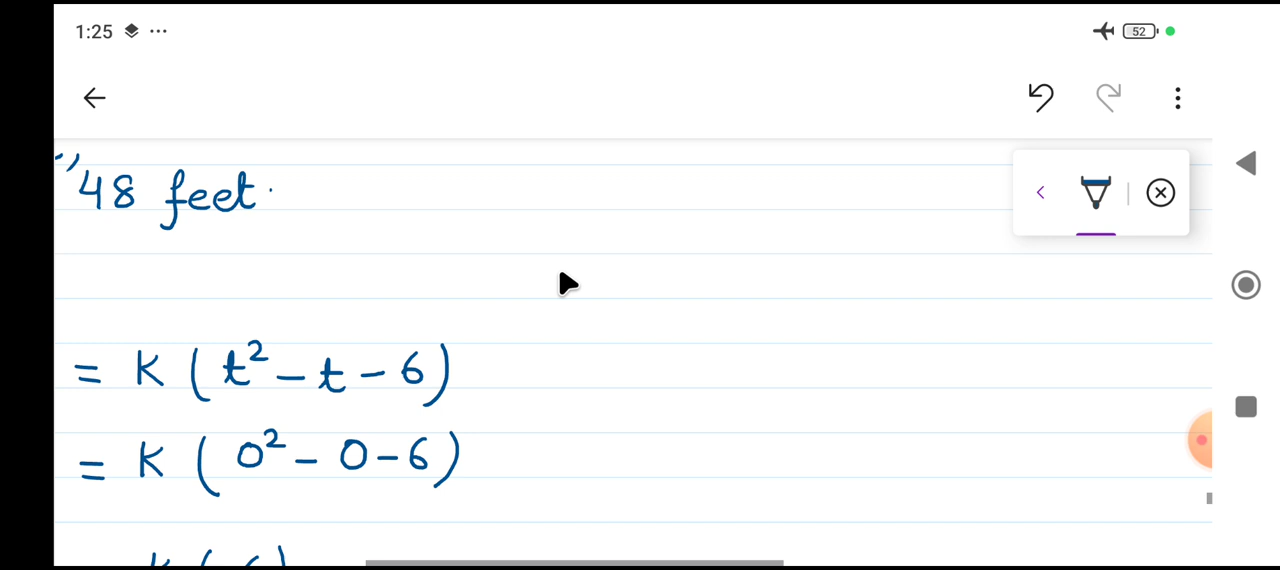 1:25 ...
52
48 feet.
= K ( t² - t - 6 )
= K ( 0² - 0 - 6 )